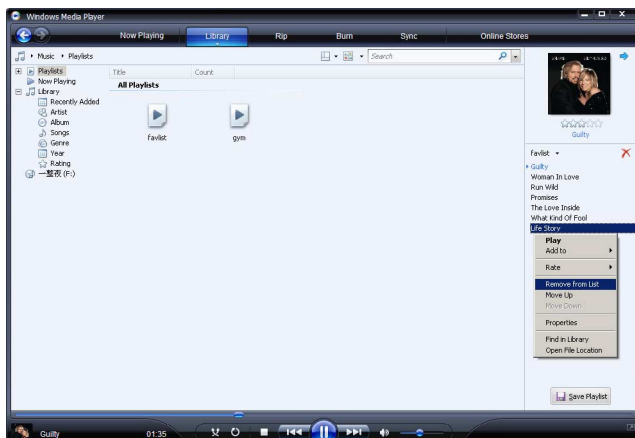 Windows Media Player
Now Playing Library Rip Burn Sync Online Stores
Music Playlists
Search
Playlists
Now Playing
Library
Recently Added
Artist
Album
Songs
Genre
Year
Rating
一整夜 (F:)
Title Count
All Playlists
favlist gym
Guilty
favlist
Guilty
Woman In Love
Run Wild
Promises
The Love Inside
What Kind Of Fool
Life Story
Play
Add to
Rate
Remove from List
Move Up
Move Down
Properties
Find in Library
Open File Location
Save Playlist
Guilty 01:35